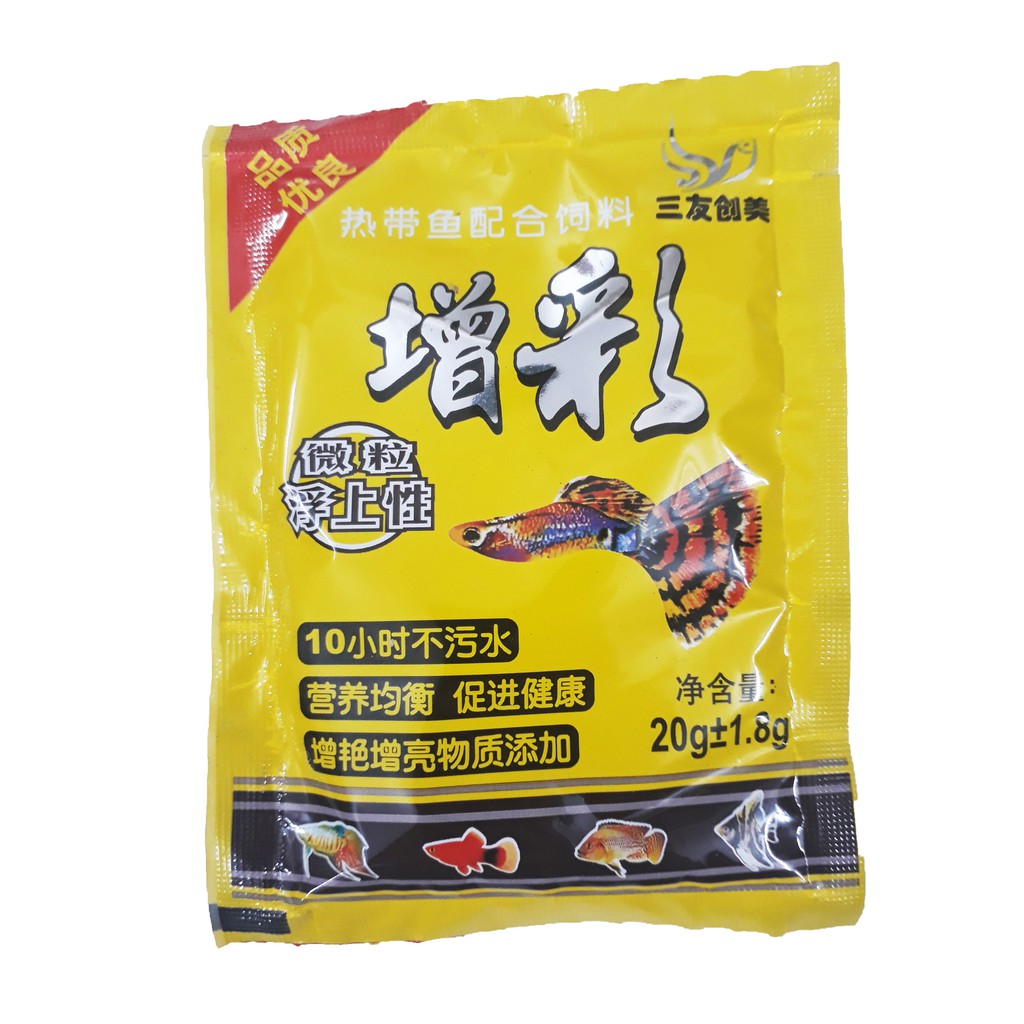 品质
优良
三友创美
热带鱼配合饲料
增彩
微粒
浮上性
10小时不污水
营养均衡 促进健康
增艳增亮物质添加
净含量:
20g±1.8g